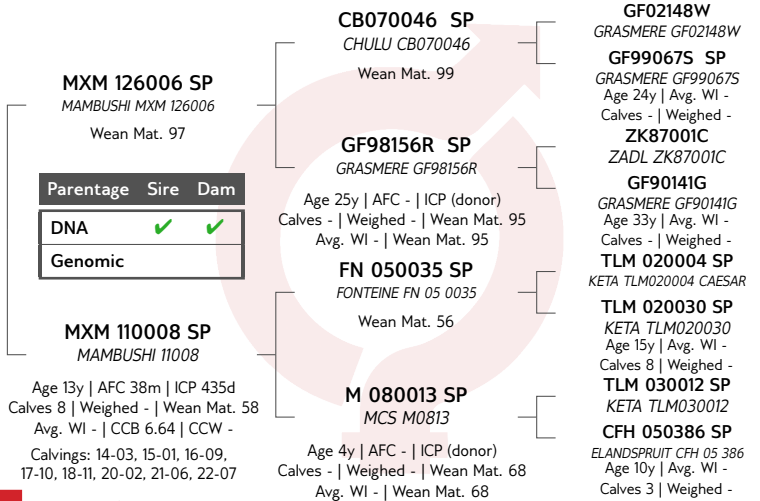 MXM 126006 SP
MAMBUSHI MXM 126006
Wean Mat. 97
Parentage Sire Dam
DNA ✔ ✔
Genomic
MXM 110008 SP
MAMBUSHI 11008
Age 13y | AFC 38m | ICP 435d
Calves 8 | Weighed - | Wean Mat. 58
Avg. WI - | CCB 6.64 | CCW -
Calvings: 14-03, 15-01, 16-09,
17-10, 18-11, 20-02, 21-06, 22-07
CB070046 SP
CHULU CB070046
Wean Mat. 99
GF98156R SP
GRASMERE GF98156R
Age 25y | AFC - | ICP (donor)
Calves - | Weighed - | Wean Mat. 95
Avg. WI - | Wean Mat. 95
FN 050035 SP
FONTEINE FN 05 0035
Wean Mat. 56
M 080013 SP
MCS M0813
Age 4y | AFC - | ICP (donor)
Calves - | Weighed - | Wean Mat. 68
Avg. WI - | Wean Mat. 68
GF02148W
GRASMERE GF02148W
GF99067S SP
GRASMERE GF99067S
Age 24y | Avg. WI -
Calves - | Weighed -
ZK87001C
ZADL ZK87001C
GF90141G
GRASMERE GF90141G
Age 33y | Avg. WI -
Calves - | Weighed -
TLM 020004 SP
KETA TLM020004 CAESAR
TLM 020030 SP
KETA TLM020030
Age 15y | Avg. WI -
Calves 8 | Weighed -
TLM 030012 SP
KETA TLM030012
CFH 050386 SP
ELANDSPRUIT CFH 05 386
Age 10y | Avg. WI -
Calves 3 | Weighed -